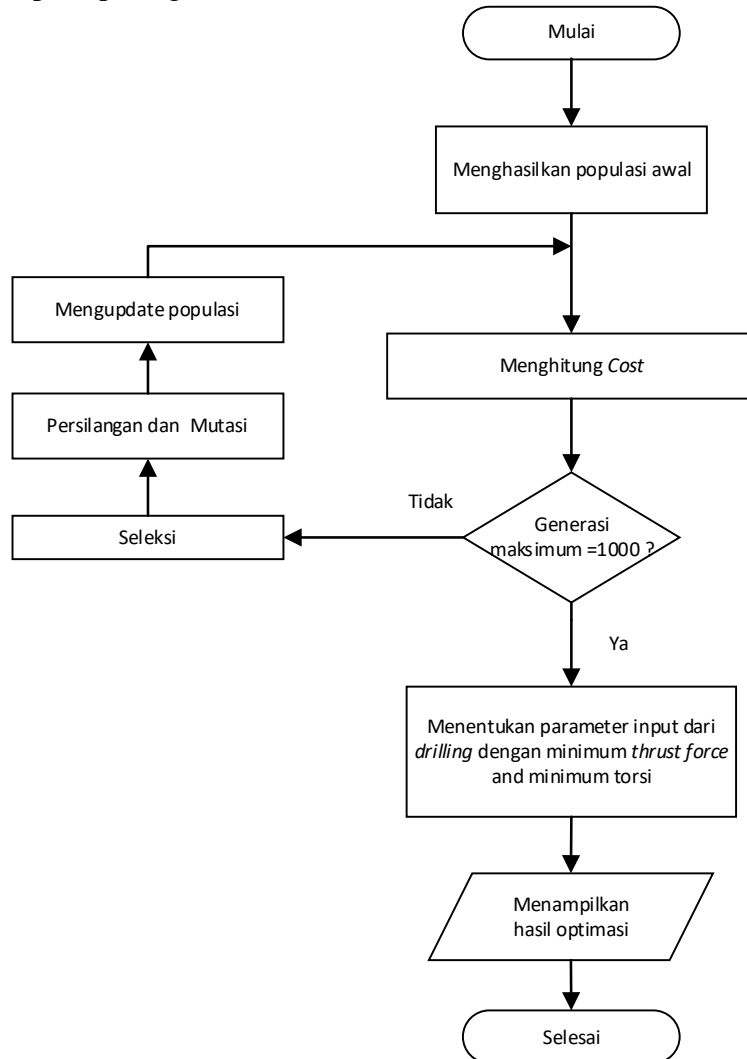 Mulai
Menghasilkan populasi awal
Mengupdate populasi
Menghitung Cost
Persilangan dan Mutasi
Tidak
Seleksi
Generasi
maksimum =1000 ?
Ya
Menentukan parameter input dari
drilling dengan minimum thrust force
and minimum torsi
Menampilkan
hasil optimasi
Selesai